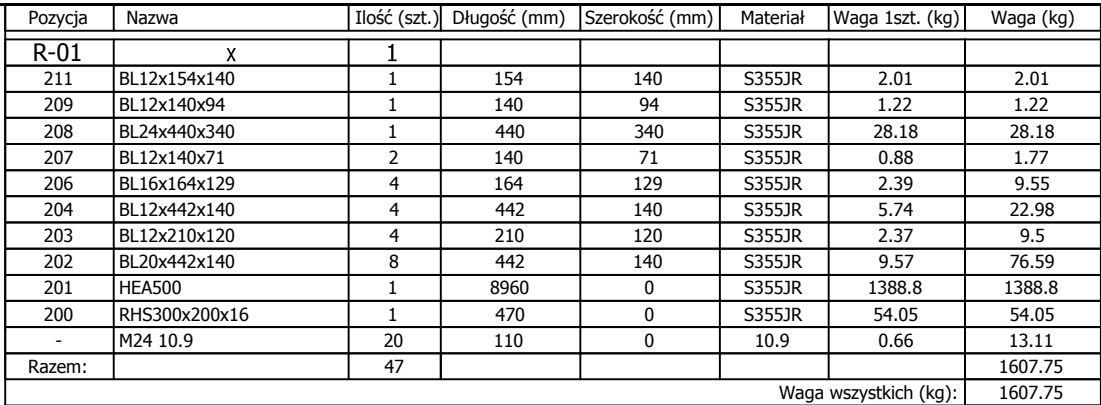 Pozycja Nazwa Ilość (szt.) Długość (mm) Szerokość (mm) Materiał Waga 1szt. (kg) Waga (kg)
R-01 X 1
211 BL12x154x140 1 154 140 S355JR 2.01 2.01
209 BL12x140x94 1 140 94 S355JR 1.22 1.22
208 BL24x440x340 1 440 340 S355JR 28.18 28.18
207 BL12x140x71 2 140 71 S355JR 0.88 1.77
206 BL16x164x129 4 164 129 S355JR 2.39 9.55
204 BL12x442x140 4 442 140 S355JR 5.74 22.98
203 BL12x210x120 4 210 120 S355JR 2.37 9.5
202 BL20x442x140 8 442 140 S355JR 9.57 76.59
201 HEA500 1 8960 0 S355JR 1388.8 1388.8
200 RHS300x200x16 1 470 0 S355JR 54.05 54.05
- M24 10.9 20 110 0 10.9 0.66 13.11
Razem: 47 1607.75
Waga wszystkich (kg): 1607.75